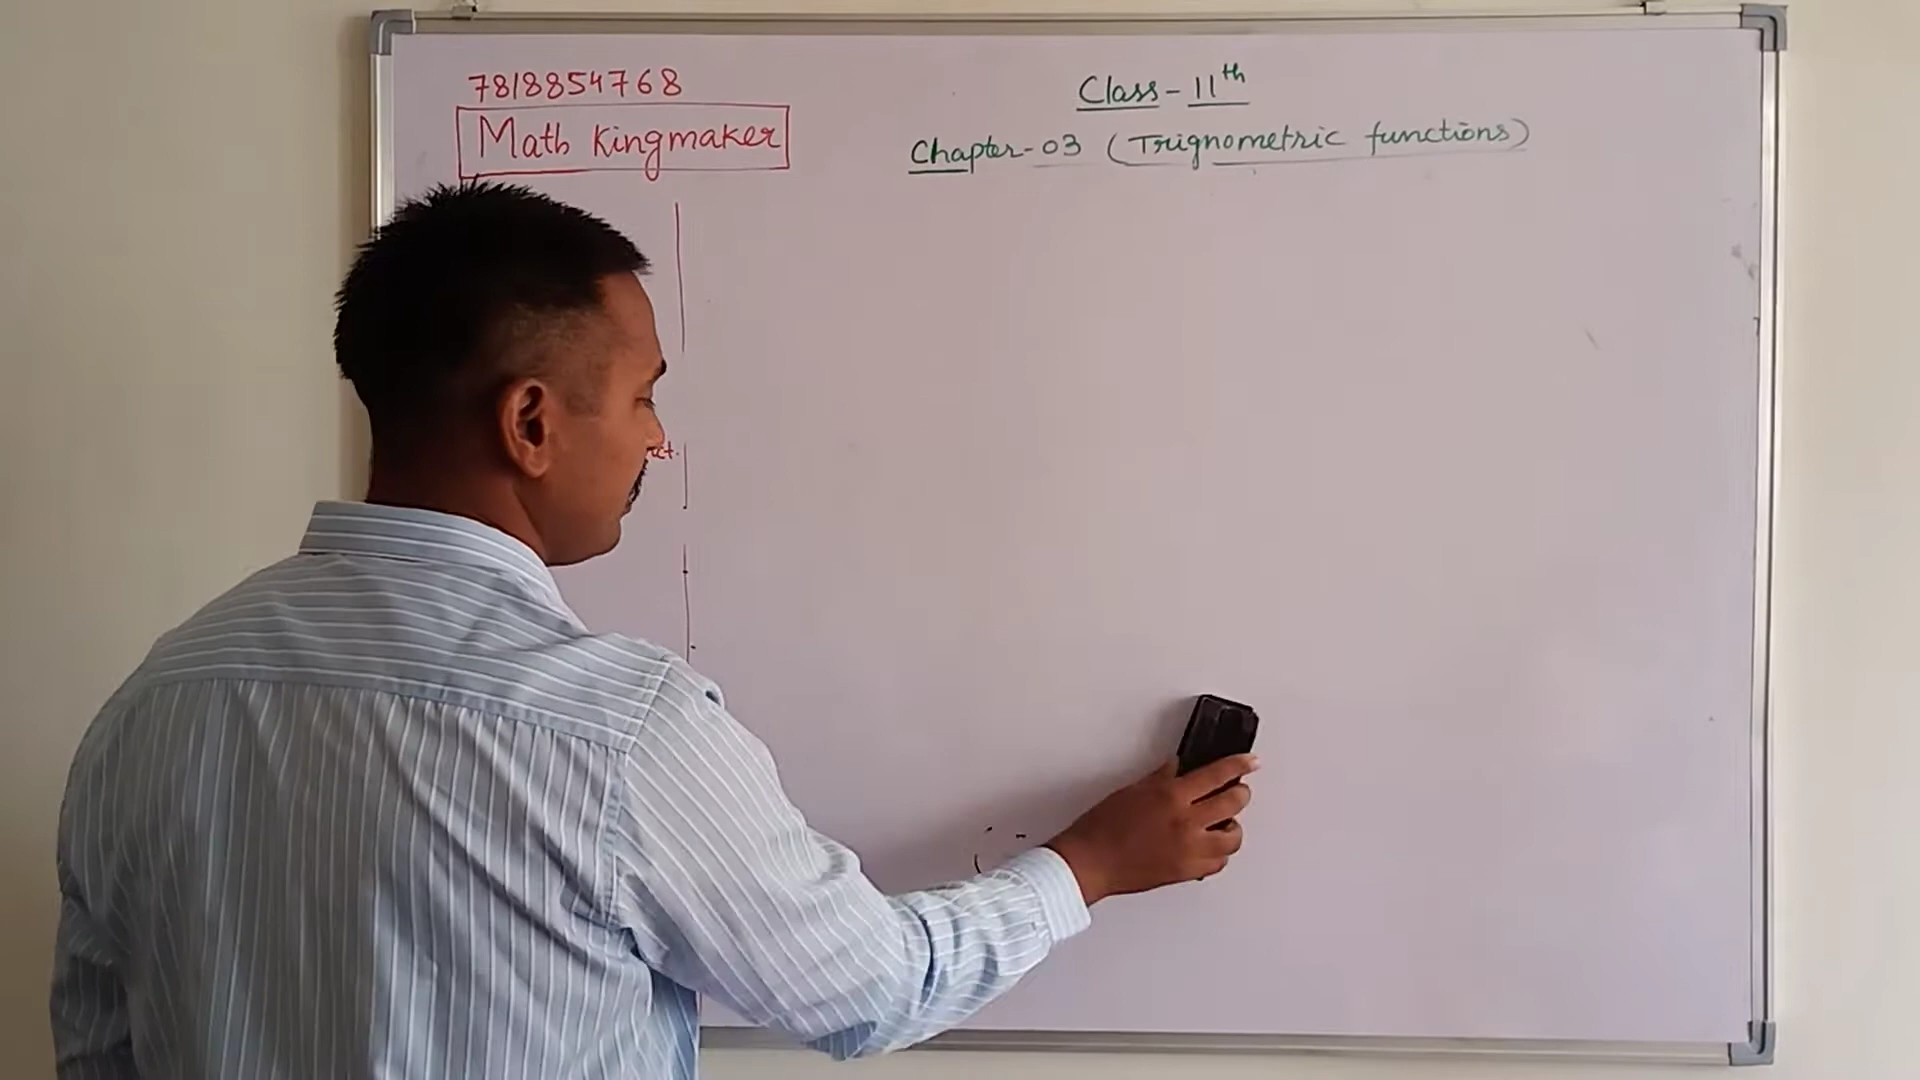 7818854768
Math Kingmaker
Class - 11th
Chapter-03 (Trignometric functions)